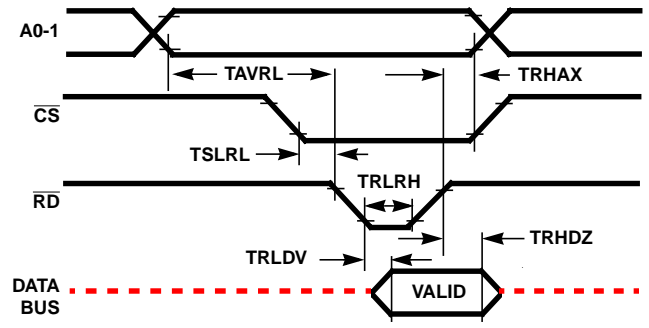 A0-1
TAVRL
TRHAX
CS
TSLRL
TRLRH
RD
TRHDZ
TRLDV
DATA
BUS
VALID